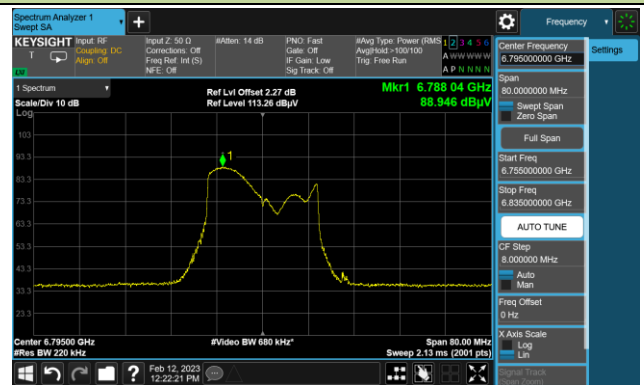 Spectrum Analyzer 1
Swept SA
Frequency
KEYSIGHT
T
Input: RF
Coupling: DC
Align: Off
Input Z: 50 Ω
Corrections: Off
Freq Ref: Int (S)
NFE: Off
#Atten: 14 dB
PNO: Fast
Gate: Off
IF Gain: Low
Sig Track: Off
#Avg Type: Power (RMS
Avg|Hold:>100/100
Trig: Free Run
1 2 3 4 5 6
A W W W W W
A P N N N N
1 Spectrum
Scale/Div 10 dB
Log
Ref Lvl Offset 2.27 dB
Ref Level 113.26 dBµV
Mkr1 6.788 04 GHz
88.946 dBµV
103
93.3
83.3
73.3
63.3
53.3
43.3
33.3
23.3
1
Center 6.79500 GHz
#Res BW 220 kHz
#Video BW 680 kHz*
Span 80.00 MHz
Sweep 2.13 ms (2001 pts)
Center Frequency
6.795000000 GHz
Settings
Span
80.0000000 MHz
Swept Span
Zero Span
Full Span
Start Freq
6.755000000 GHz
Stop Freq
6.835000000 GHz
AUTO TUNE
CF Step
8.000000 MHz
Auto
Man
Freq Offset
0 Hz
X Axis Scale
Log
Lin
Signal Track
(Span Zoom)
?
Feb 12, 2023
12:22:21 PM